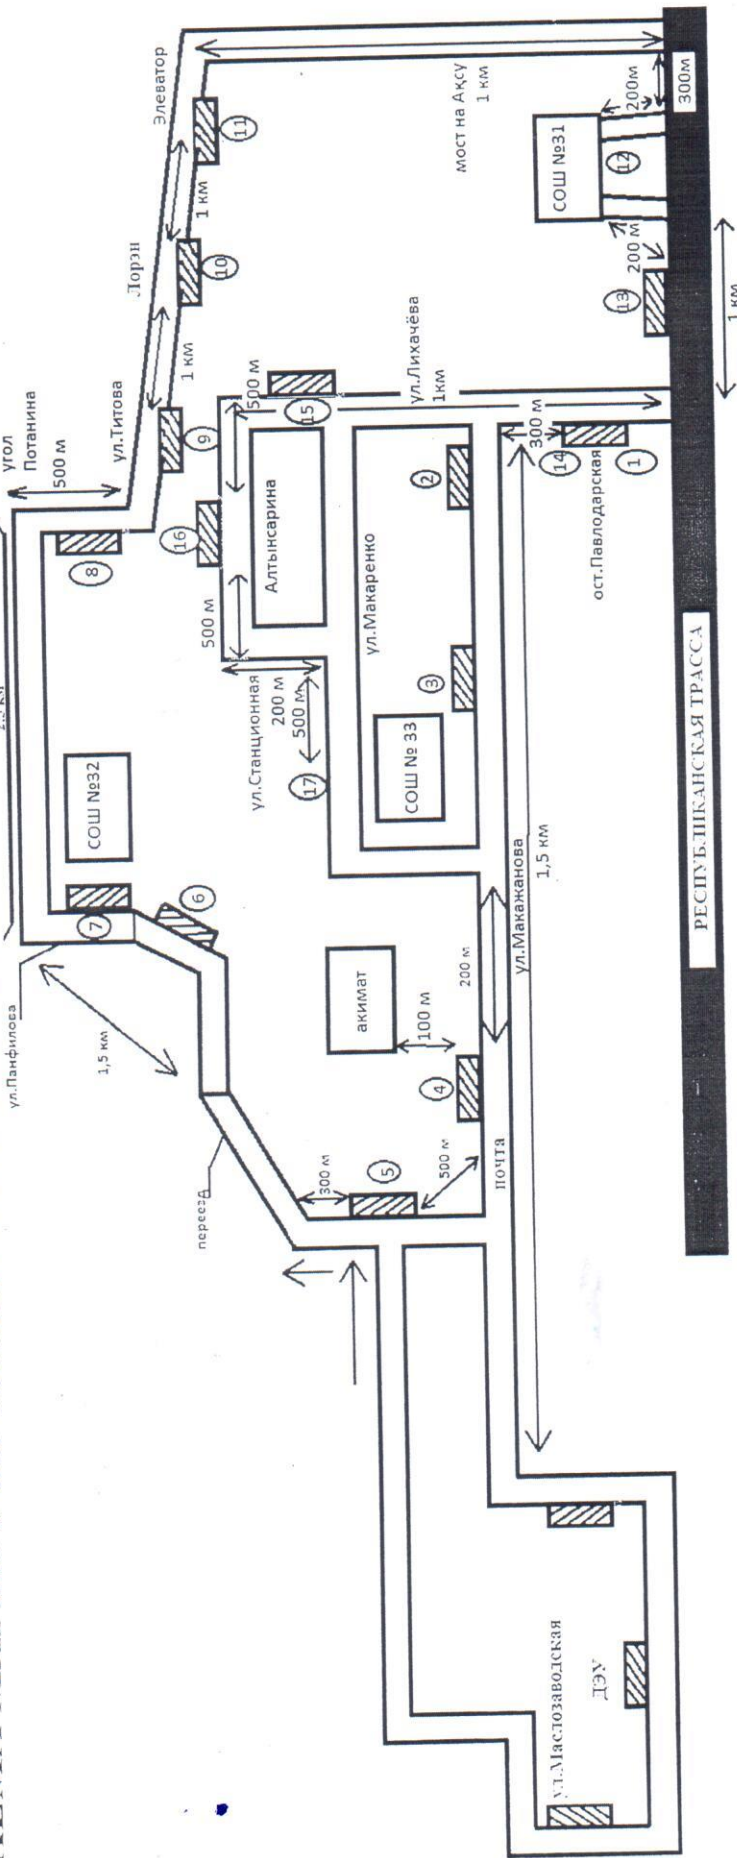 угол
Потанина
500 м
ул.Титова
Лорэн
Элеватор
1 км
1 км
8
9
10
11
16
СОШ №32
ул.Панфилова
7
6
1,5 км
переезд
500 м
500 м
15
ул.Лихачёва
1км
Алтынсарина
ул.Станционная
200 м
500 м
17
ул.Макаренко
2
3
СОШ № 33
мост на Ақсу
1 км
СОШ №31
12
200м
300м
200 м
13
1 км
300 м
14
1
ост.Павлодарская
ул.Макажанова
1,5 км
200 м
акимат
100 м
4
почта
500 м
5
300 м
ул.Маслозаводская
ДЭУ
РЕСПУБЛИКАНСКАЯ ТРАССА